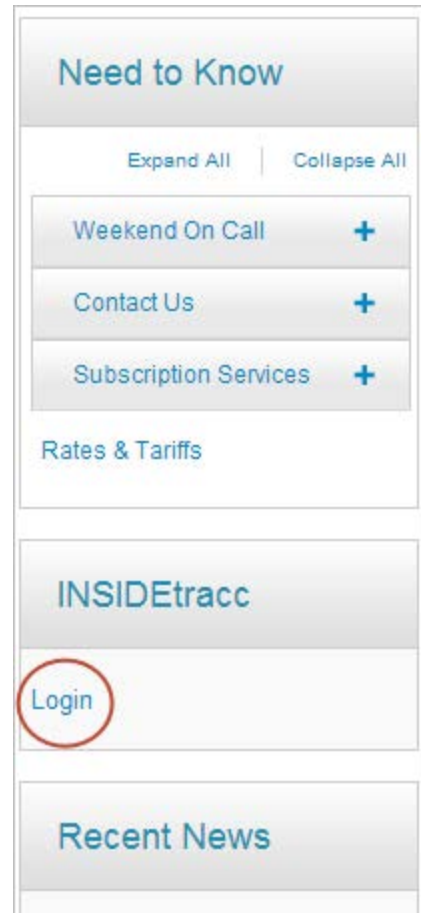 Need to Know
Expand All | Collapse All
Weekend On Call +
Contact Us +
Subscription Services +
Rates & Tariffs
INSIDEtracc
Login
Recent News